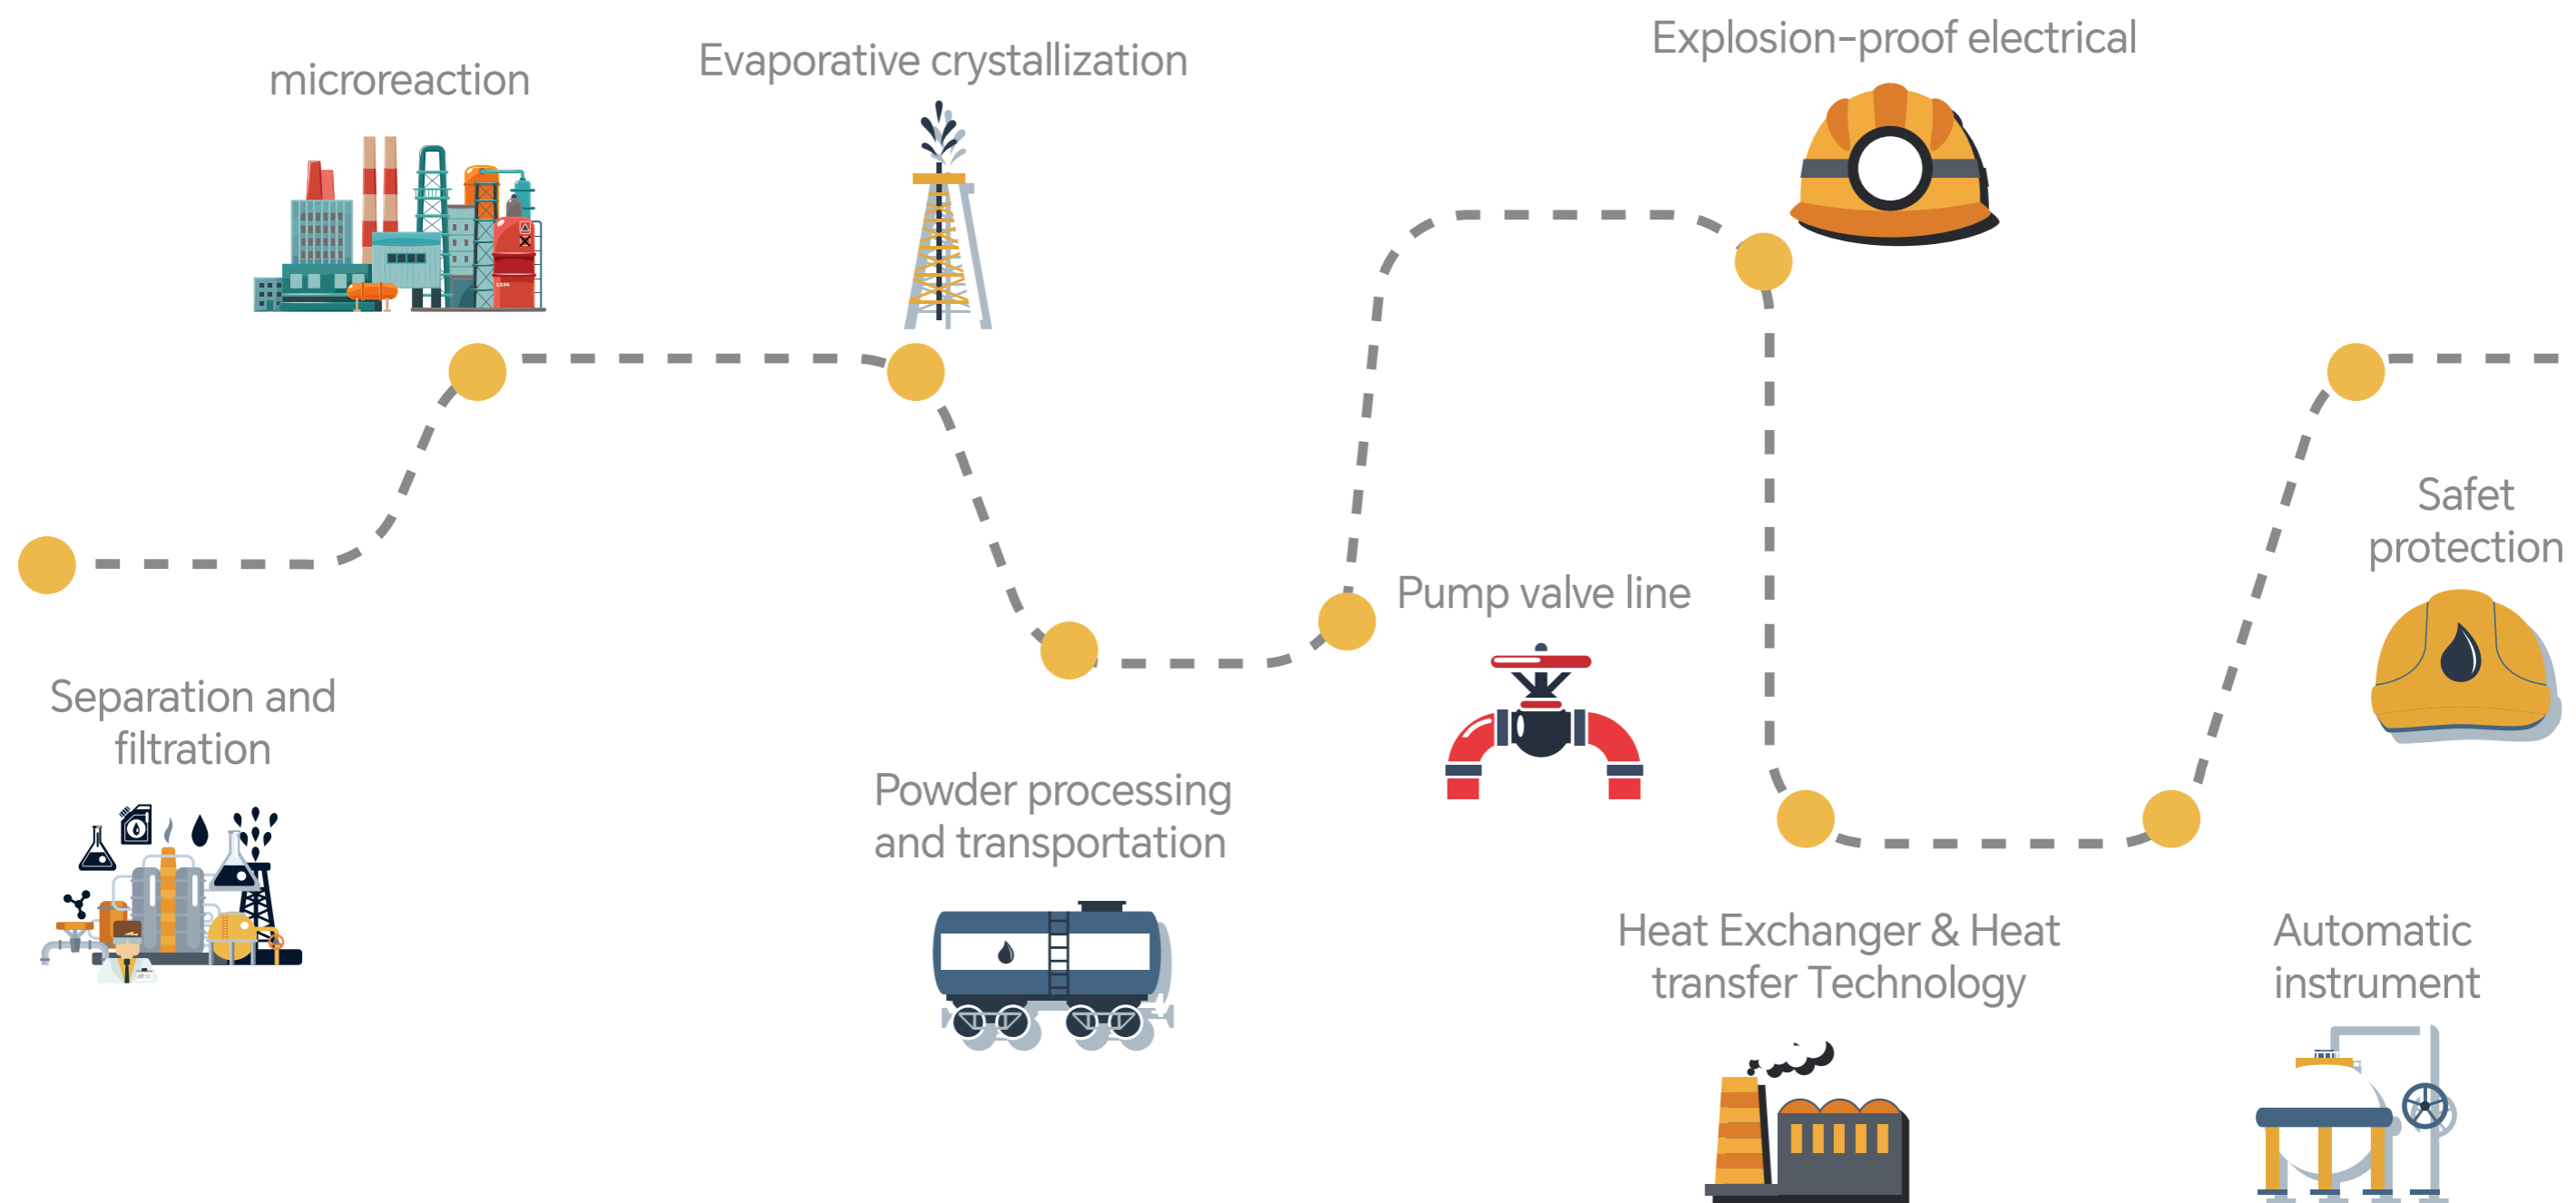 microreaction
Evaporative crystallization
Explosion-proof electrical
Separation and
filtration
Powder processing
and transportation
Pump valve line
Heat Exchanger & Heat
transfer Technology
Automatic
instrument
Safet
protection
1234